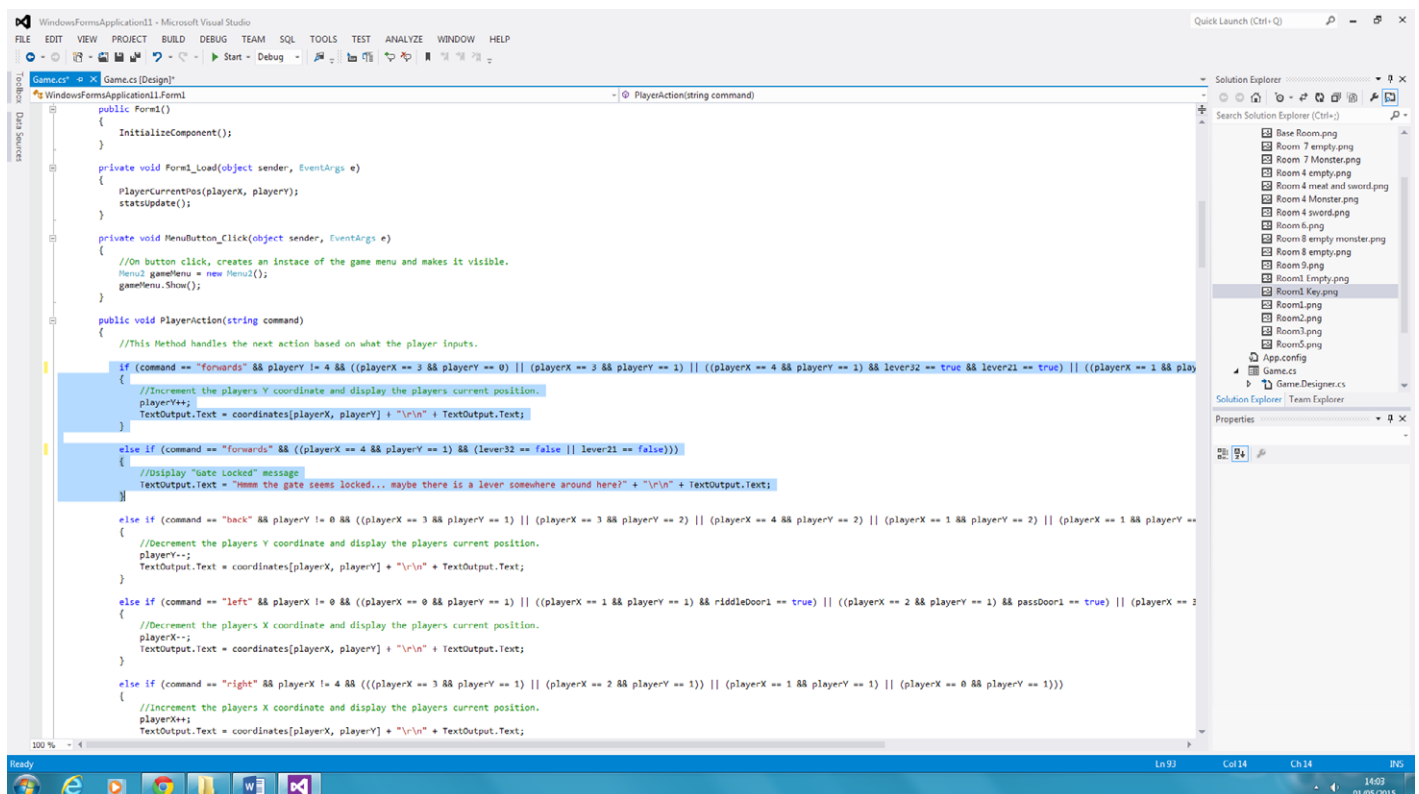 WindowsFormsApplication11 - Microsoft Visual Studio
Quick Launch (Ctrl+Q)
FILE EDIT VIEW PROJECT BUILD DEBUG TEAM SQL TOOLS TEST ANALYZE WINDOW HELP
Start - Debug
Toolbox
Data Sources
Game.cs* Game.cs [Design]*
WindowsFormsApplication11.Form1
PlayerAction(string command)
public Form1()
{
InitializeComponent();
}
private void Form1_Load(object sender, EventArgs e)
{
PlayerCurrentPos(playerX, playerY);
statsUpdate();
}
private void MenuButton_Click(object sender, EventArgs e)
{
//On button click, creates an instace of the game menu and makes it visible.
Menu2 gameMenu = new Menu2();
gameMenu.Show();
}
public void PlayerAction(string command)
{
//This Method handles the next action based on what the player inputs.
if (command == "forwards" && playerY != 4 && ((playerX == 3 && playerY == 0) || (playerX == 3 && playerY == 1) || ((playerX == 4 && playerY == 1) && lever32 == true && lever21 == true) || ((playerX == 1 && play
{
//Increment the players Y coordinate and display the players current position.
playerY++;
TextOutput.Text = coordinates[playerX, playerY] + "\r\n" + TextOutput.Text;
}
else if (command == "forwards" && ((playerX == 4 && playerY == 1) && (lever32 == false || lever21 == false)))
{
//Dsiplay "Gate Locked" message
TextOutput.Text = "Hmmm the gate seems locked... maybe there is a lever somewhere around here?" + "\r\n" + TextOutput.Text;
}
else if (command == "back" && playerY != 0 && ((playerX == 3 && playerY == 1) || (playerX == 3 && playerY == 2) || (playerX == 4 && playerY == 2) || (playerX == 1 && playerY == 2) || (playerX == 1 && playerY ==
{
//Decrement the players Y coordinate and display the players current position.
playerY--;
TextOutput.Text = coordinates[playerX, playerY] + "\r\n" + TextOutput.Text;
}
else if (command == "left" && playerX != 0 && ((playerX == 0 && playerY == 1) || ((playerX == 1 && playerY == 1) && riddleDoor1 == true) || ((playerX == 2 && playerY == 1) && passDoor1 == true) || (playerX == 3
{
//Decrement the players X coordinate and display the players current position.
playerX--;
TextOutput.Text = coordinates[playerX, playerY] + "\r\n" + TextOutput.Text;
}
else if (command == "right" && playerX != 4 && (((playerX == 3 && playerY == 1) || (playerX == 2 && playerY == 1)) || (playerX == 1 && playerY == 1) || (playerX == 0 && playerY == 1)))
{
//Increment the players X coordinate and display the players current position.
playerX++;
TextOutput.Text = coordinates[playerX, playerY] + "\r\n" + TextOutput.Text;
100 %
Solution Explorer
Search Solution Explorer (Ctrl+;)
Base Room.png
Room 7 empty.png
Room 7 Monster.png
Room 4 empty.png
Room 4 meat and sword.png
Room 4 Monster.png
Room 4 sword.png
Room 6.png
Room 8 empty monster.png
Room 8 empty.png
Room 9.png
Room1 Empty.png
Room1 Key.png
Room1.png
Room2.png
Room3.png
Room5.png
App.config
Game.cs
Game.Designer.cs
Solution Explorer Team Explorer
Properties
Ready
Ln 93 Col 14 Ch 14 INS
14:03
01/05/2015